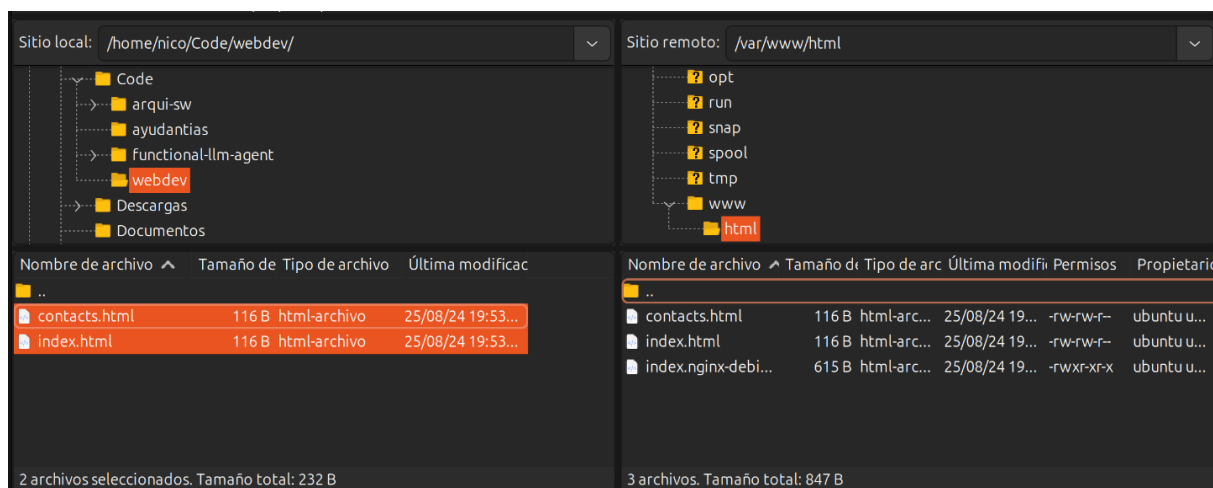 Sitio local: /home/nico/Code/webdev/
Code
arqui-sw
ayudantias
functional-llm-agent
webdev
Descargas
Documentos
Nombre de archivo Tamaño de Tipo de archivo Última modificac
..
contacts.html 116 B html-archivo 25/08/24 19:53...
index.html 116 B html-archivo 25/08/24 19:53...
2 archivos seleccionados. Tamaño total: 232 B
Sitio remoto: /var/www/html
? opt
? run
? snap
? spool
? tmp
www
html
Nombre de archivo Tamaño de Tipo de arc Última modifi Permisos Propietario
..
contacts.html 116 B html-arc... 25/08/24 19... -rw-rw-r-- ubuntu u...
index.html 116 B html-arc... 25/08/24 19... -rw-rw-r-- ubuntu u...
index.nginx-debi... 615 B html-arc... 25/08/24 19... -rwxr-xr-x ubuntu u...
3 archivos. Tamaño total: 847 B